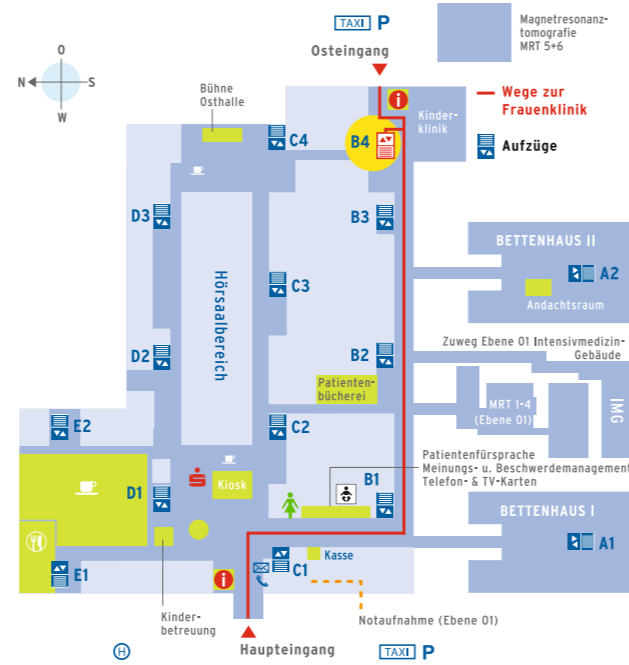 TAXI P
Osteingang
Magnetresonanz-
tomografie
MRT 5+6
O
N
S
W
Bühne
Osthalle
i
Kinder-
klinik
Wege zur
Frauenklinik
Aufzüge
C4
B4
D3
B3
BETTENHAUS II
A2
Andachtsraum
Hörsaalbereich
C3
D2
B2
Zuweg Ebene 01 Intensivmedizin-
Gebäude
Patienten-
bücherei
MRT 1-4
(Ebene 01)
IMG
E2
C2
Patientenfürsprache
Meinungs- u. Beschwerdemanagement
Telefon- & TV-Karten
Kiosk
D1
B1
BETTENHAUS I
A1
E1
i
C1
Kasse
Kinder-
betreuung
Notaufnahme (Ebene 01)
H
Haupteingang
TAXI P